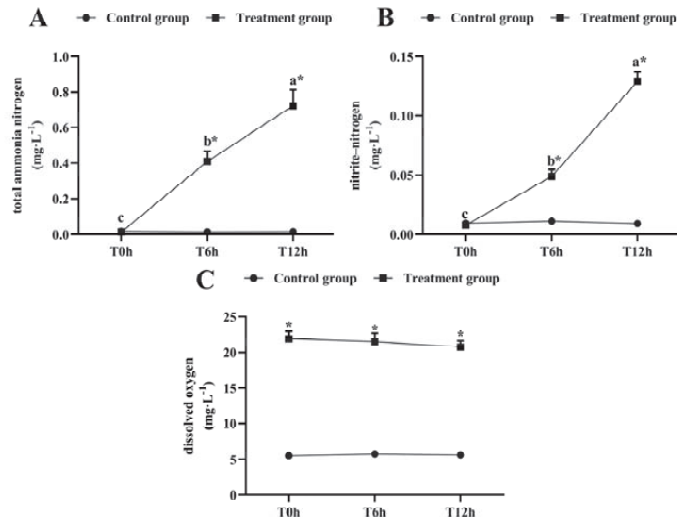 A
Control group Treatment group
total ammonia nitrogen
(mg·L⁻¹)
1.0
0.8
0.6
0.4
0.2
0.0
c
b*
a*
T0h T6h T12h
B
Control group Treatment group
nitrite-nitrogen
(mg·L⁻¹)
0.15
0.10
0.05
0.00
c
b*
a*
T0h T6h T12h
C
Control group Treatment group
dissolved oxygen
(mg·L⁻¹)
25
20
15
10
5
0
* * *
T0h T6h T12h